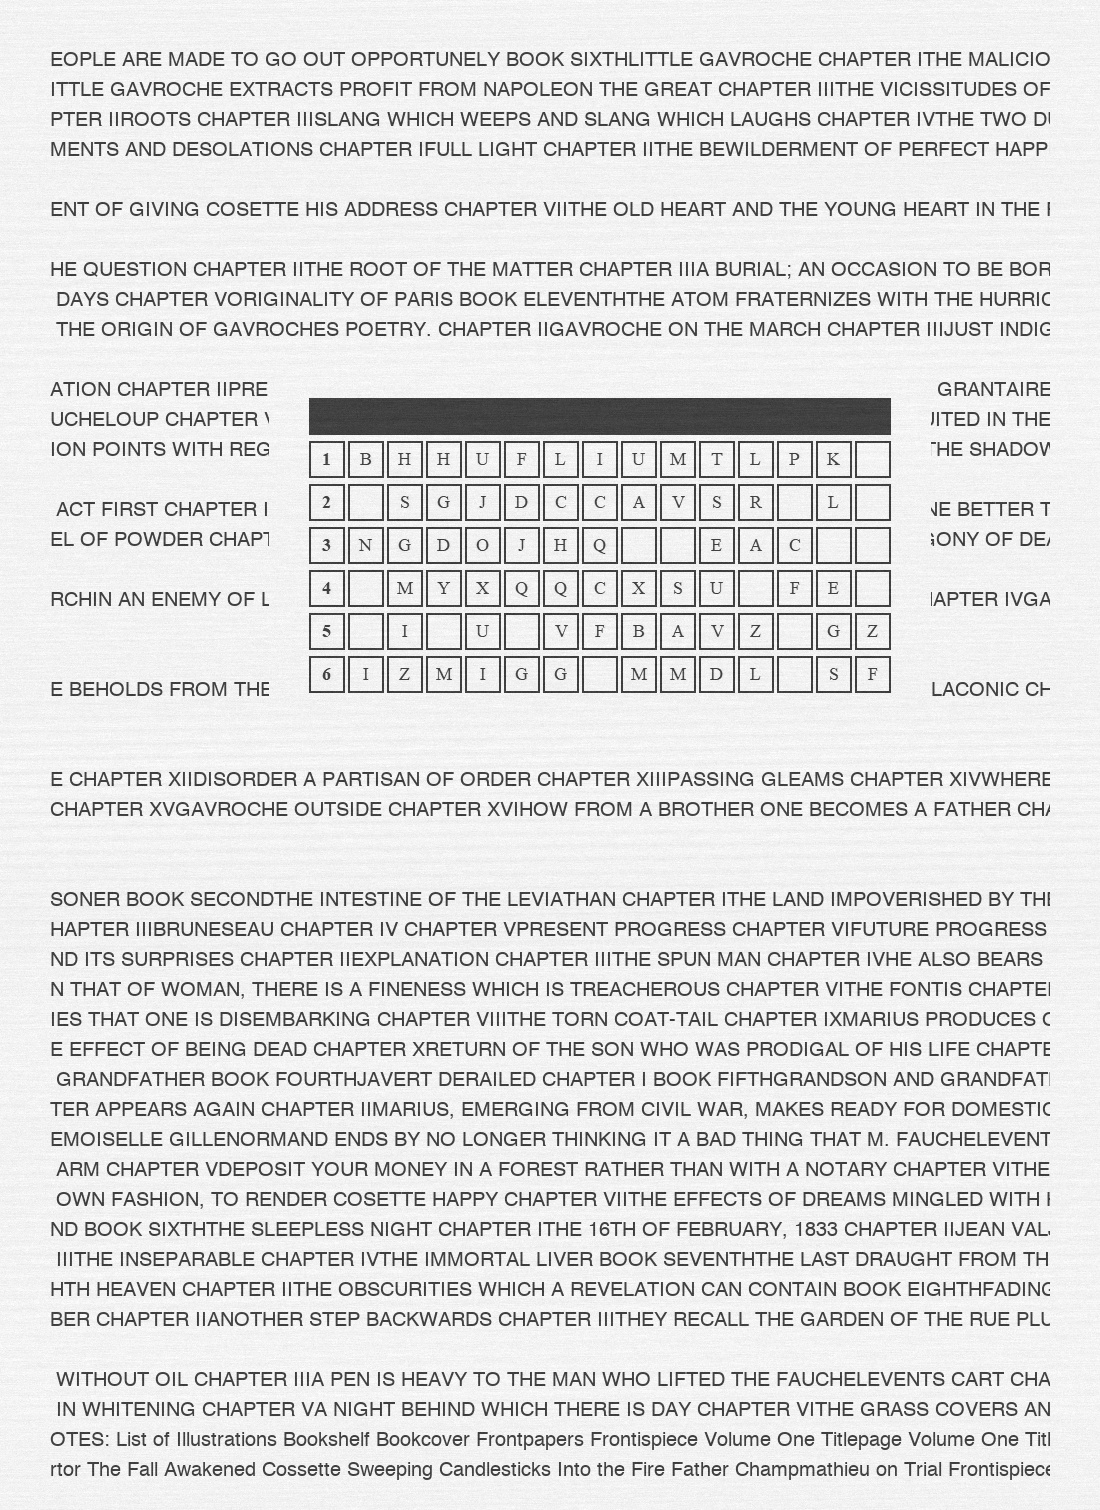 EOPLE ARE MADE TO GO OUT OPPORTUNELY BOOK SIXTHLITTLE GAVROCHE CHAPTER ITHE MALICIO
ITTLE GAVROCHE EXTRACTS PROFIT FROM NAPOLEON THE GREAT CHAPTER IIITHE VICISSITUDES OF
PTER IIROOTS CHAPTER IIISLANG WHICH WEEPS AND SLANG WHICH LAUGHS CHAPTER IVTHE TWO DU
MENTS AND DESOLATIONS CHAPTER IFULL LIGHT CHAPTER IITHE BEWILDERMENT OF PERFECT HAPP
ENT OF GIVING COSETTE HIS ADDRESS CHAPTER VIITHE OLD HEART AND THE YOUNG HEART IN THE
HE QUESTION CHAPTER IITHE ROOT OF THE MATTER CHAPTER IIIA BURIAL; AN OCCASION TO BE BOR
DAYS CHAPTER VORIGINALITY OF PARIS BOOK ELEVENTHTHE ATOM FRATERNIZES WITH THE HURRIC
THE ORIGIN OF GAVROCHES POETRY. CHAPTER IIGAVROCHE ON THE MARCH CHAPTER IIIJUST INDIG
ATION CHAPTER IIPRE GRANTAIRE
UCHELOUP CHAPTER V UITED IN THE
ION POINTS WITH REG THE SHADOW
1 B H H U F L I U M T L P K
2 S G J D C C A V S R L
ACT FIRST CHAPTER I NE BETTER T
EL OF POWDER CHAPT GONY OF DEA
3 N G D O J H Q E A C
4 M Y X Q Q C X S U F E
RCHIN AN ENEMY OF L HAPTER IVGA
5 I U V F B A V Z G Z
6 I Z M I G G M M D L S F
E BEHOLDS FROM THE LACONIC CH
E CHAPTER XIIDISORDER A PARTISAN OF ORDER CHAPTER XIIIPASSING GLEAMS CHAPTER XIVWHERE
CHAPTER XVGAVROCHE OUTSIDE CHAPTER XVIHOW FROM A BROTHER ONE BECOMES A FATHER CHA
SONER BOOK SECONDTHE INTESTINE OF THE LEVIATHAN CHAPTER ITHE LAND IMPOVERISHED BY THE
HAPTER IIIBRUNESEAU CHAPTER IV CHAPTER VPRESENT PROGRESS CHAPTER VIFUTURE PROGRESS
ND ITS SURPRISES CHAPTER IIEXPLANATION CHAPTER IIITHE SPUN MAN CHAPTER IVHE ALSO BEARS
N THAT OF WOMAN, THERE IS A FINENESS WHICH IS TREACHEROUS CHAPTER VITHE FONTIS CHAPTER
IES THAT ONE IS DISEMBARKING CHAPTER VIIITHE TORN COAT-TAIL CHAPTER IXMARIUS PRODUCES O
E EFFECT OF BEING DEAD CHAPTER XRETURN OF THE SON WHO WAS PRODIGAL OF HIS LIFE CHAPTE
GRANDFATHER BOOK FOURTHJAVERT DERAILED CHAPTER I BOOK FIFTHGRANDSON AND GRANDFATH
TER APPEARS AGAIN CHAPTER IIMARIUS, EMERGING FROM CIVIL WAR, MAKES READY FOR DOMESTIC
EMOISELLE GILLENORMAND ENDS BY NO LONGER THINKING IT A BAD THING THAT M. FAUCHELEVENT
ARM CHAPTER VDEPOSIT YOUR MONEY IN A FOREST RATHER THAN WITH A NOTARY CHAPTER VITHE
OWN FASHION, TO RENDER COSETTE HAPPY CHAPTER VIITHE EFFECTS OF DREAMS MINGLED WITH H
ND BOOK SIXTHTHE SLEEPLESS NIGHT CHAPTER ITHE 16TH OF FEBRUARY, 1833 CHAPTER IIJEAN VALJ
IIITHE INSEPARABLE CHAPTER IVTHE IMMORTAL LIVER BOOK SEVENTHTHE LAST DRAUGHT FROM TH
HTH HEAVEN CHAPTER IITHE OBSCURITIES WHICH A REVELATION CAN CONTAIN BOOK EIGHTHFADING
BER CHAPTER IIANOTHER STEP BACKWARDS CHAPTER IIITHEY RECALL THE GARDEN OF THE RUE PLU
WITHOUT OIL CHAPTER IIIA PEN IS HEAVY TO THE MAN WHO LIFTED THE FAUCHELEVENTS CART CHA
IN WHITENING CHAPTER VA NIGHT BEHIND WHICH THERE IS DAY CHAPTER VITHE GRASS COVERS AN
OTES: List of Illustrations Bookshelf Bookcover Frontpapers Frontispiece Volume One Titlepage Volume One Titl
rtor The Fall Awakened Cossette Sweeping Candlesticks Into the Fire Father Champmathieu on Trial Frontispiece